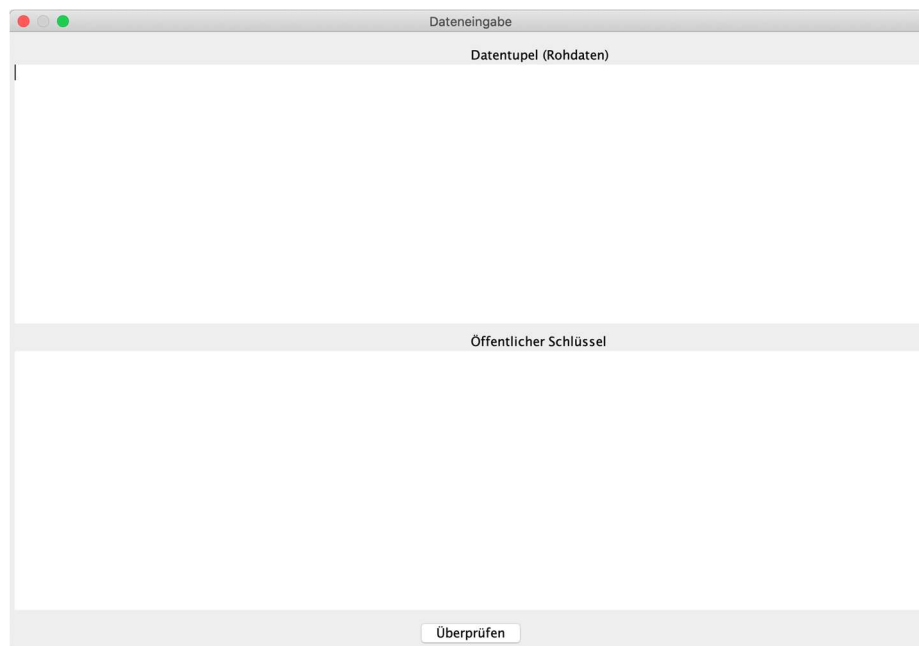 Dateneingabe
Datentupel (Rohdaten)
Öffentlicher Schlüssel
Überprüfen